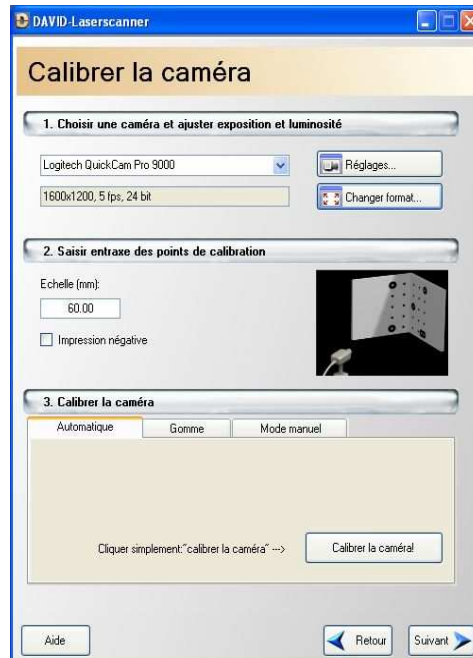 DAVID-Laserscanner
Calibrer la caméra
1. Choisir une caméra et ajuster exposition et luminosité
Logitech QuickCam Pro 9000
Réglages...
1600x1200, 5 fps, 24 bit
Changer format...
2. Saisir entraxe des points de calibration
Echelle (mm):
60.00
Impression négative
3. Calibrer la caméra
Automatique
Gomme
Mode manuel
Cliquer simplement:"calibrer la caméra" --->
Calibrer la caméra!
Aide
Retour
Suivant